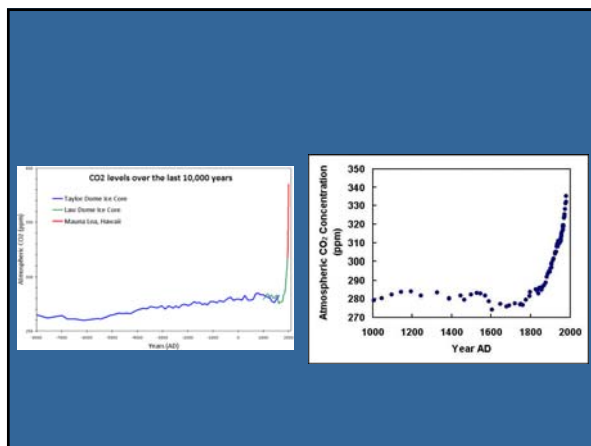 CO2 levels over the last 10,000 years
Taylor Dome Ice Core
Law Dome Ice Core
Mauna Loa, Hawaii
Atmospheric CO2 (ppm)
Years (AD)
Atmospheric CO₂ Concentration
(ppm)
350
340
330
320
310
300
290
280
270
1000 1200 1400 1600 1800 2000
Year AD